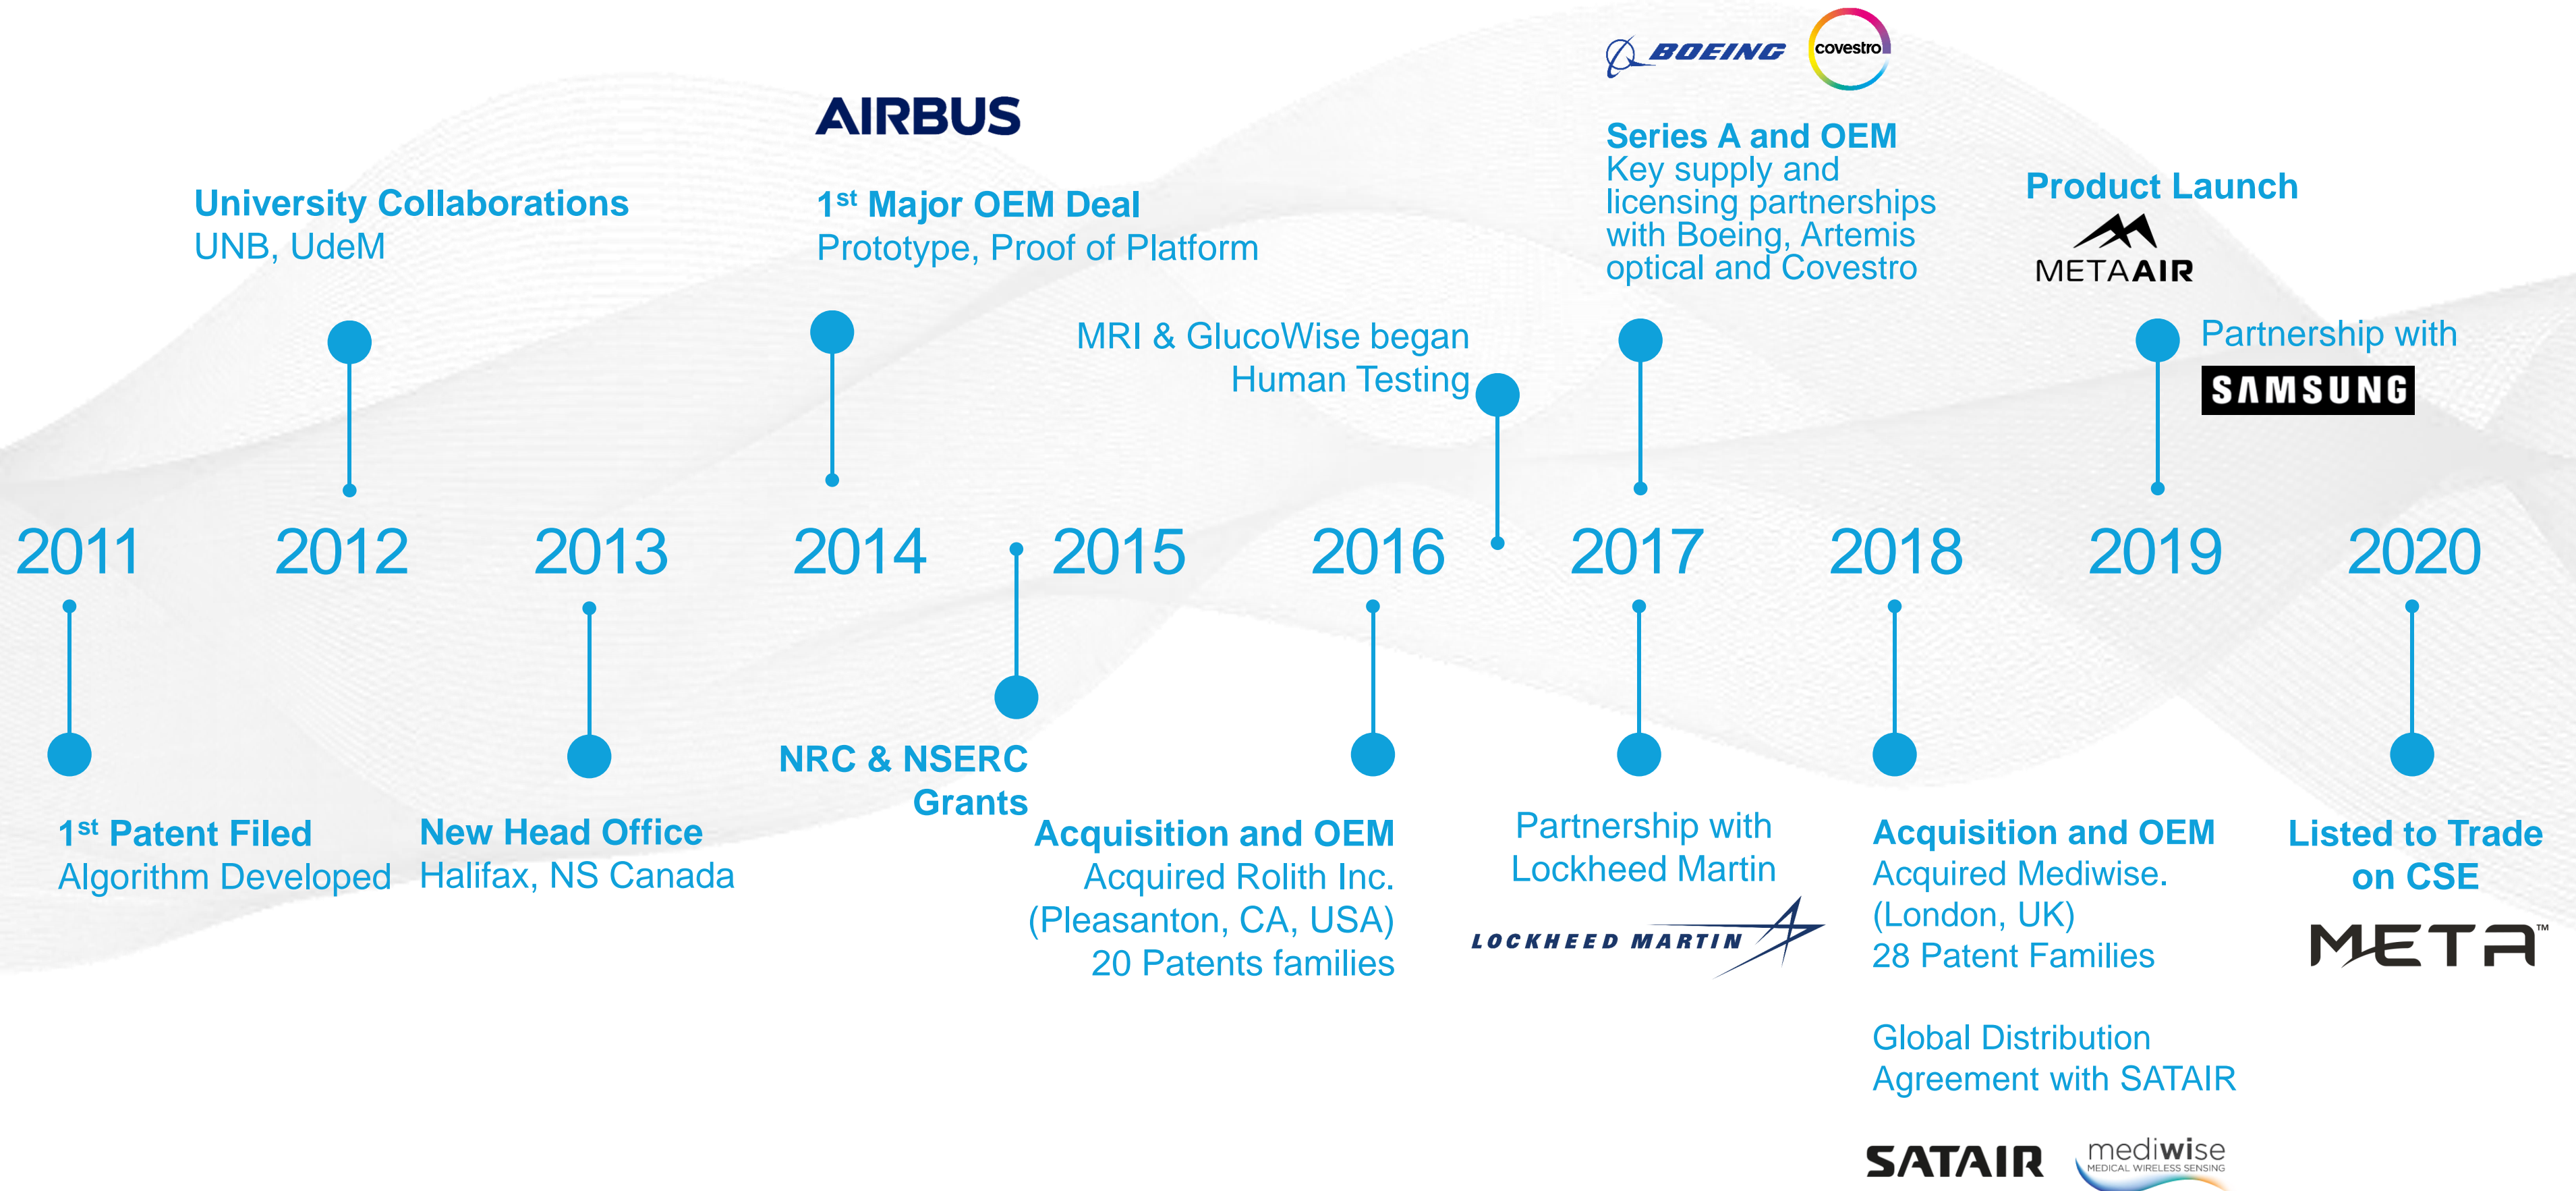 BOEING
covestro
AIRBUS
Series A and OEM
Key supply and
licensing partnerships
with Boeing, Artemis
optical and Covestro
University Collaborations
UNB, UdeM
1st Major OEM Deal
Prototype, Proof of Platform
Product Launch
METAAIR
MRI & GlucoWise began
Human Testing
Partnership with
SAMSUNG
2011
2012
2013
2014
2015
2016
2017
2018
2019
2020
1st Patent Filed
Algorithm Developed
New Head Office
Halifax, NS Canada
NRC & NSERC
Grants
Acquisition and OEM
Acquired Rolith Inc.
(Pleasanton, CA, USA)
20 Patents families
Partnership with
Lockheed Martin
LOCKHEED MARTIN
Acquisition and OEM
Acquired Mediwise.
(London, UK)
28 Patent Families
Global Distribution
Agreement with SATAIR
SATAIR
mediwise
MEDICAL WIRELESS SENSING
Listed to Trade
on CSE
META™